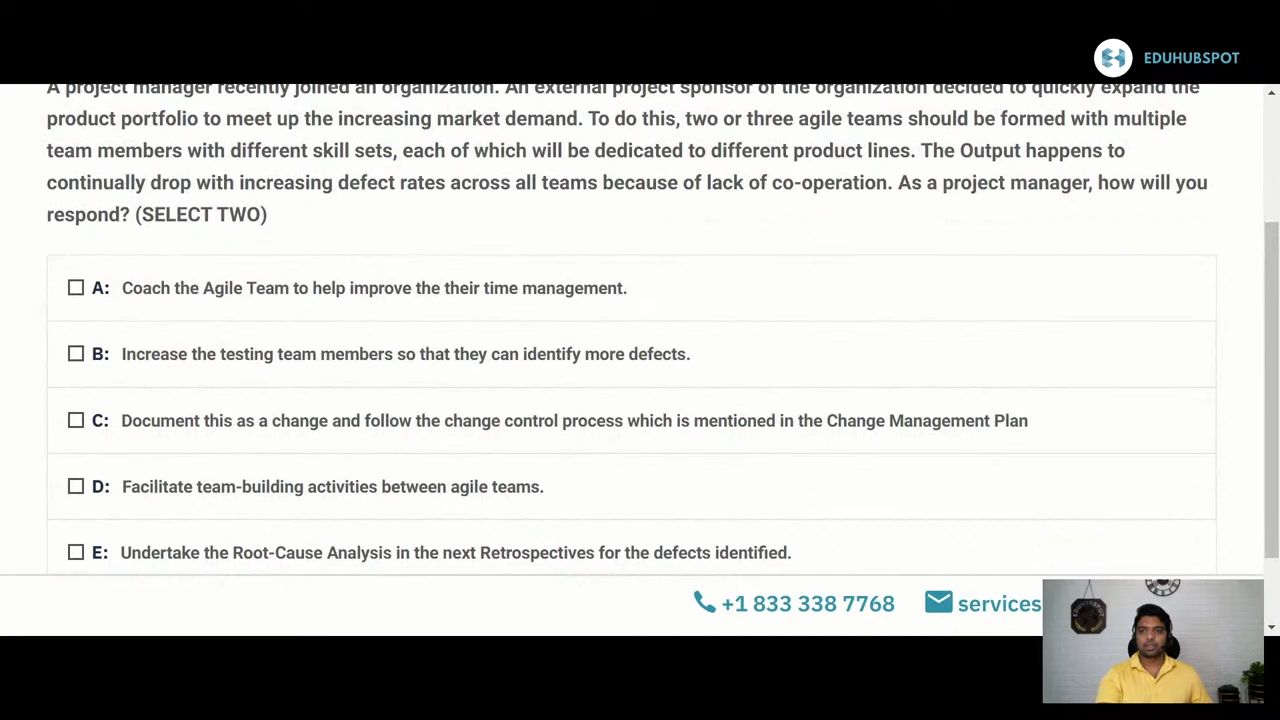 EDUHUBSPOT
A project manager recently joined an organization. An external project sponsor of the organization decided to quickly expand the
product portfolio to meet up the increasing market demand. To do this, two or three agile teams should be formed with multiple
team members with different skill sets, each of which will be dedicated to different product lines. The Output happens to
continually drop with increasing defect rates across all teams because of lack of co-operation. As a project manager, how will you
respond? (SELECT TWO)
A: Coach the Agile Team to help improve the their time management.
B: Increase the testing team members so that they can identify more defects.
C: Document this as a change and follow the change control process which is mentioned in the Change Management Plan
D: Facilitate team-building activities between agile teams.
E: Undertake the Root-Cause Analysis in the next Retrospectives for the defects identified.
+1 833 338 7768 services
EDUHUBSPOT